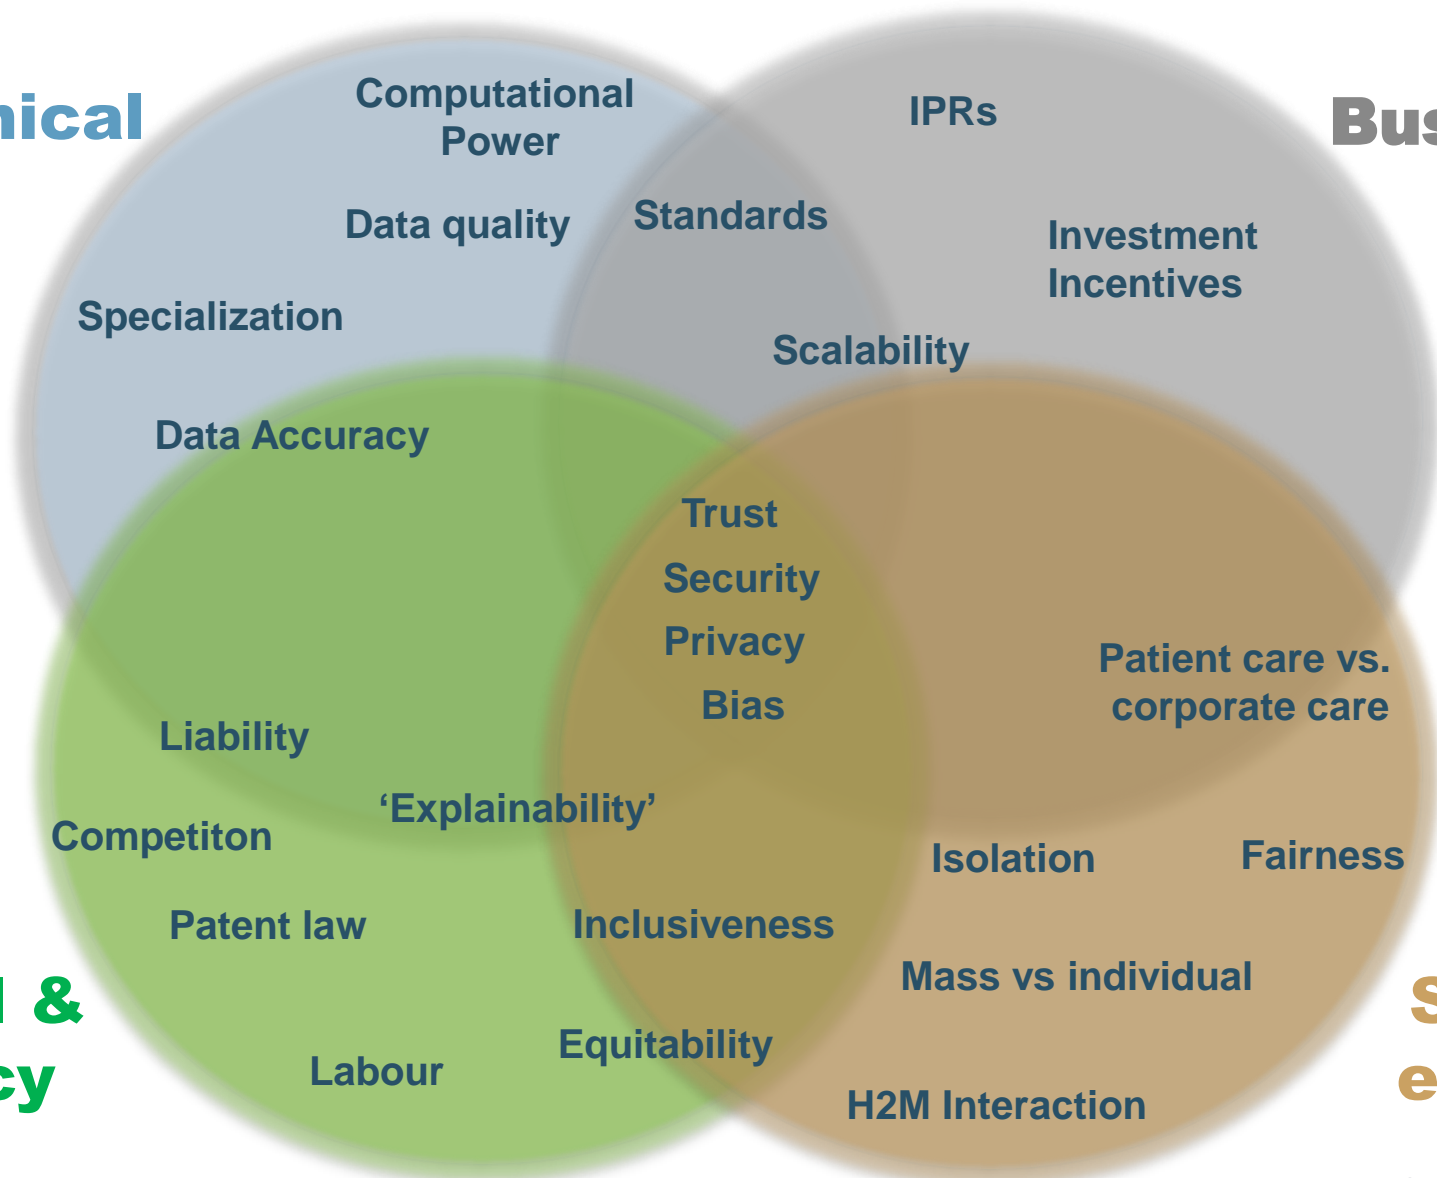 Computational
Power
nical
IPRs
Bus
Data quality
Standards
Investment
Incentives
Specialization
Scalability
Data Accuracy
Trust
Security
Privacy
Bias
Patient care vs.
corporate care
Liability
‘Explainability’
Competiton
Isolation
Fairness
Patent law
Inclusiveness
Mass vs individual
&
cy
S
e
Equitability
Labour
H2M Interaction